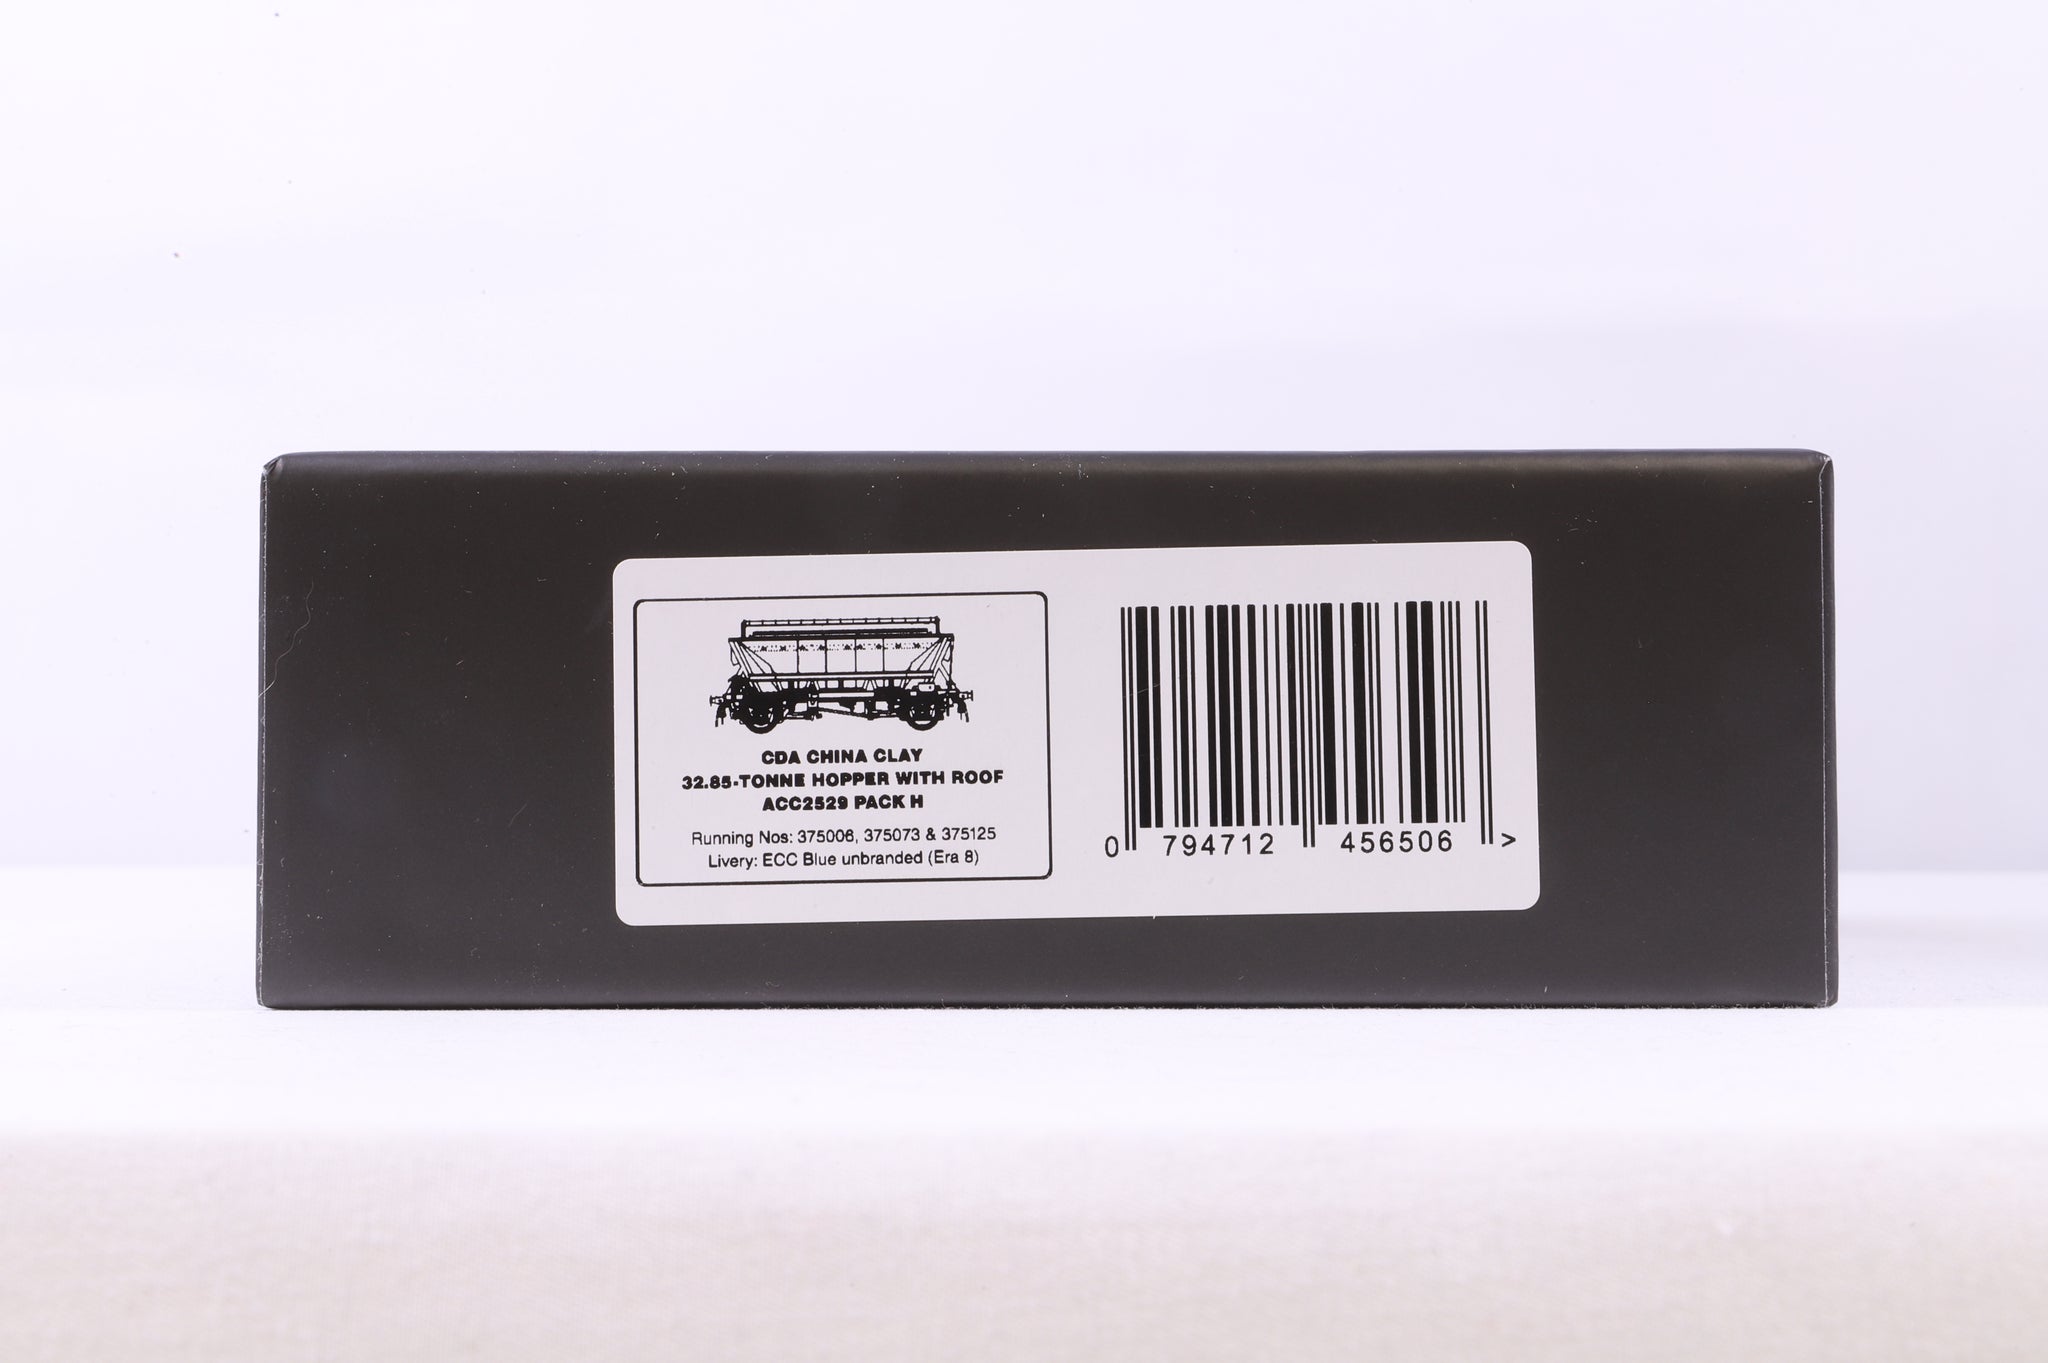 CDA CHINA CLAY
32.85-TONNE HOPPER WITH ROOF
ACC2529 PACK H
Running Nos: 375006, 375073 & 375125
Livery: ECC Blue unbranded (Era 8)
0 794712 456506 >